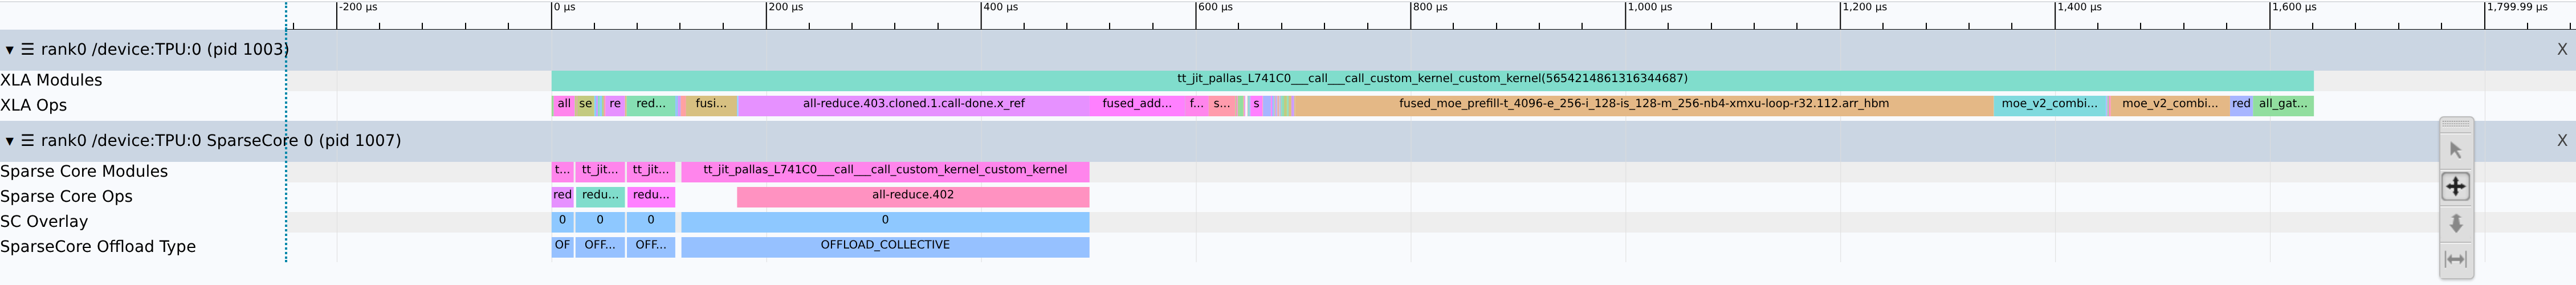 -200 µs 0 µs 200 µs 400 µs 600 µs 800 µs 1,000 µs 1,200 µs 1,400 µs 1,600 µs 1,799.99 µs
▼ ☰ rank0 /device:TPU:0 (pid 1003) X
XLA Modules tt_jit_pallas_L741C0___call___call_custom_kernel_custom_kernel(5654214861316344687)
XLA Ops all se re red... fusi... all-reduce.403.cloned.1.call-done.x_ref fused_add... f... s... s fused_moe_prefill-t_4096-e_256-i_128-is_128-m_256-nb4-xmxu-loop-r32.112.arr_hbm moe_v2_combi... moe_v2_combi... red all_gat...
▼ ☰ rank0 /device:TPU:0 SparseCore 0 (pid 1007) X
Sparse Core Modules t... tt_jit... tt_jit... tt_jit_pallas_L741C0___call___call_custom_kernel_custom_kernel
Sparse Core Ops red redu... redu... all-reduce.402
SC Overlay 0 0 0 0
SparseCore Offload Type OF OFF... OFF... OFFLOAD_COLLECTIVE